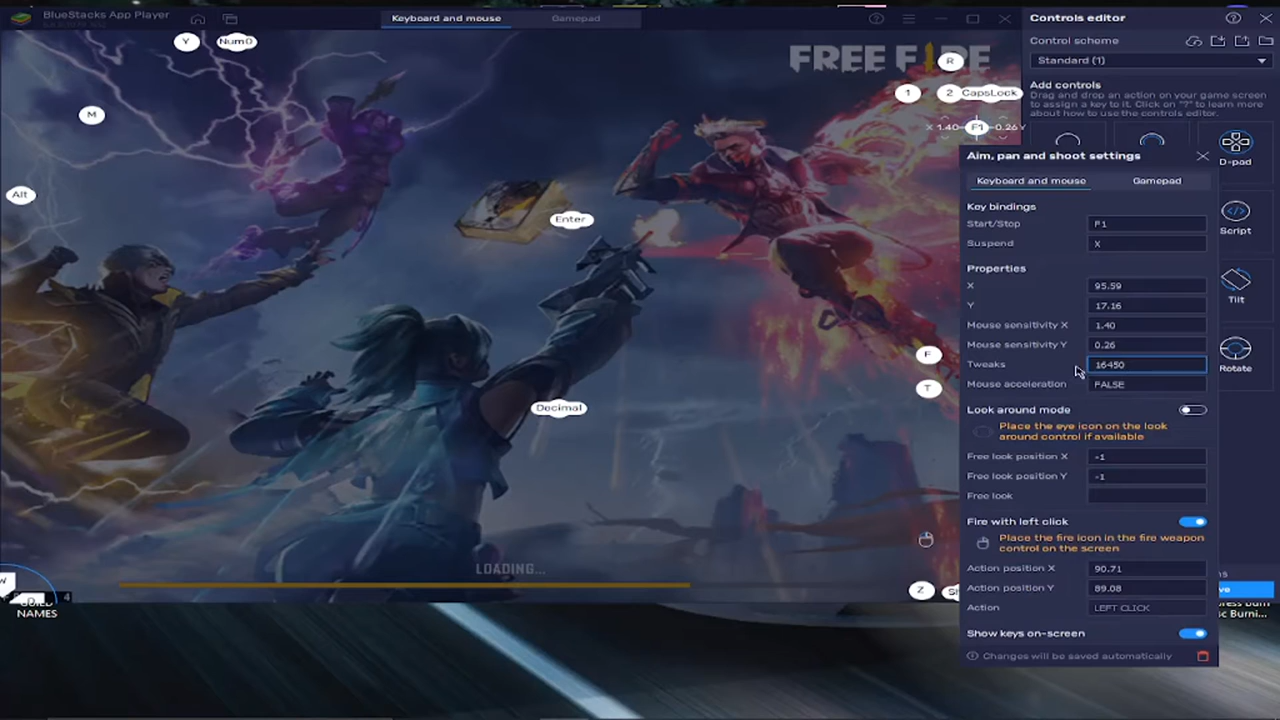 BlueStacks App Player
Keyboard and mouse
Gamepad
Controls editor
Control scheme
Standard (1)
Add controls
Drag and drop an action on your game screen
to assign a key to it. Click on "?" to learn more
about how to use the controls editor.
D-pad
Script
Tilt
Rotate
Y
Num0
M
Alt
FREE FIRE
R
1
2
CapsLock
X 1.40
F1
0.26 Y
Enter
Decimal
F
T
Z
W
D
4
LOADING...
GUILD
NAMES
Aim, pan and shoot settings
Keyboard and mouse
Gamepad
Key bindings
Start/Stop F1
Suspend X
Properties
X 95.59
Y 17.16
Mouse sensitivity X 1.40
Mouse sensitivity Y 0.26
Tweaks 16450
Mouse acceleration FALSE
Look around mode
Place the eye icon on the look
around control if available
Free look position X -1
Free look position Y -1
Free look
Fire with left click
Place the fire icon in the fire weapon
control on the screen
Action position X 90.71
Action position Y 89.08
Action LEFT CLICK
Show keys on-screen
Changes will be saved automatically